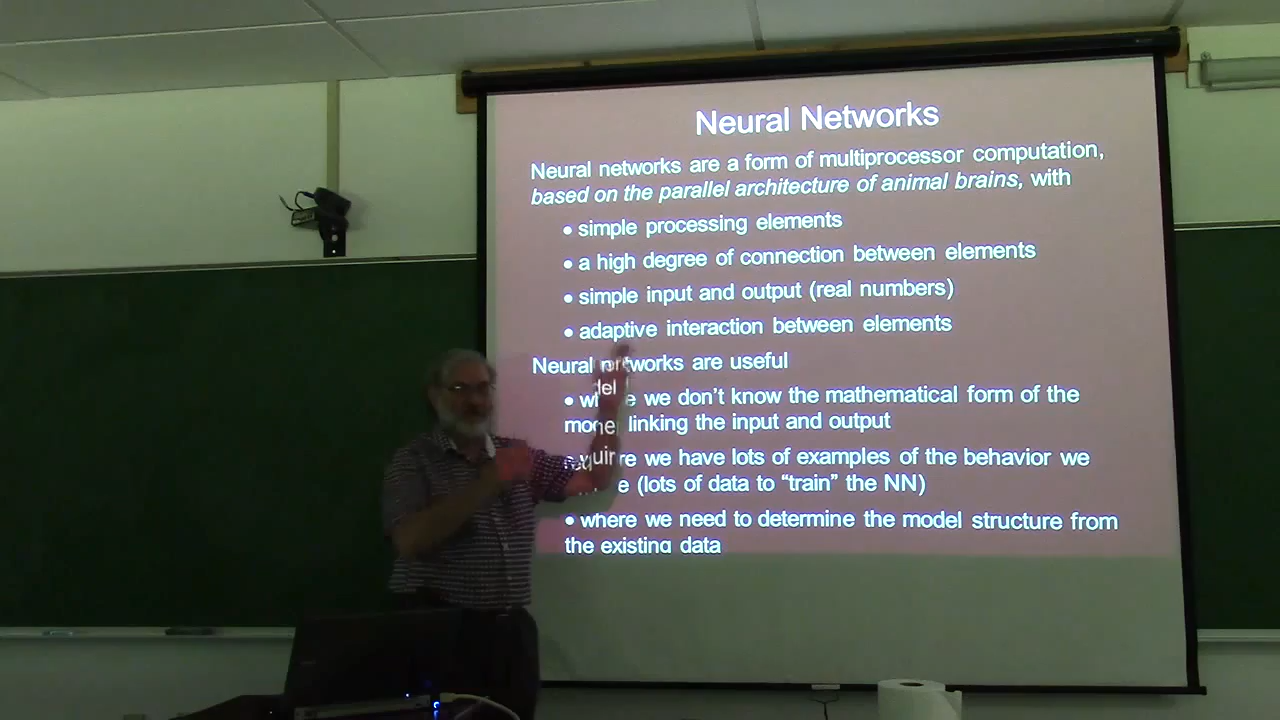 Neural Networks
Neural networks are a form of multiprocessor computation,
based on the parallel architecture of animal brains, with
• simple processing elements
• a high degree of connection between elements
• simple input and output (real numbers)
• adaptive interaction between elements
Neural networks are useful
• where we don't know the mathematical form of the
model linking the input and output
• where we have lots of examples of the behavior we
require (lots of data to “train” the NN)
• where we need to determine the model structure from
the existing data